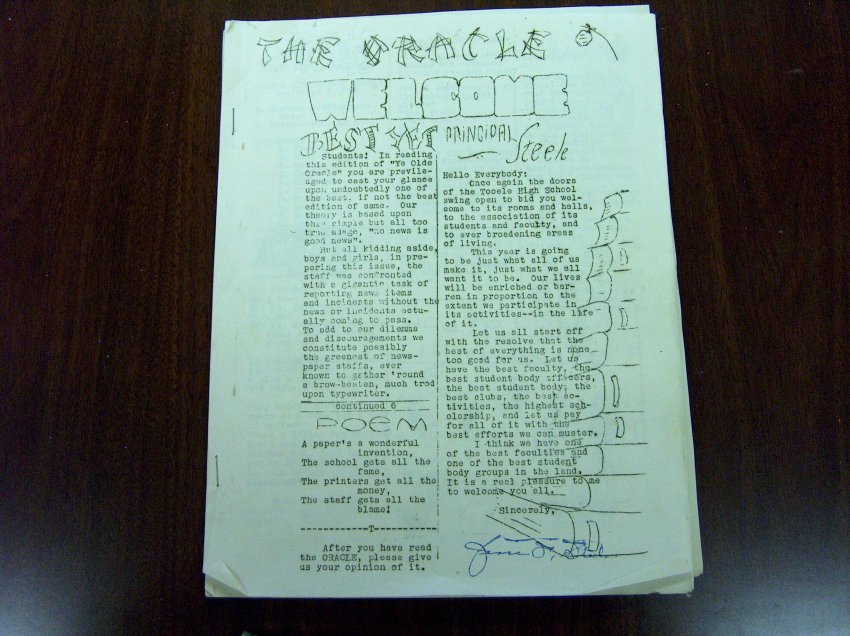 THE ORACLE
WELCOME
BEST YET
Students! In reading
this edition of "Ye Olde
Oracle" you are previle-
dged to cast your glance
upon undoubtedly one of
the best, if not the best
edition of same. Our
theory is based upon
this simple but all too
true adage, "no news is
good news".
But all kidding aside,
boys and girls, in pre-
paring this issue, the
staff was confronted
with a gigantic task of
reporting news items
and incidents without the
news or incidents actu-
ally coming to pass.
To add to our dilemma
and discouragements we
constitute possibly
the greenest of news-
paper staffs, ever
known to gather 'round
a brow-beaten, much trod
upon typewriter.
continued 6
POEM
A paper's a wonderful
invention,
The school gets all the
fame,
The printers get all the
money,
The staff gets all the
blame!
------------T-----------
After you have read
the ORACLE, please give
us your opinion of it.
PRINCIPAL Steele
Hello Everybody:
Once again the doors
of the Tooele High School
swing open to bid you wel-
come to its rooms and halls,
to the association of its
students and faculty, and
to ever broadening areas
of living.
This year is going
to be just what all of us
make it, just what we all
want it to be. Our lives
will be enriched or bar-
ren in proportion to the
extent we participate in
its activities--in the life
of it.
Let us all start off
with the resolve that the
best of everything is none
too good for us. Let us
have the best faculty, the
best student body officers,
the best student body, the
best clubs, the best ac-
tivities, the highest sch-
olarship, and let us pay
for all of it with the
best efforts we can muster.
I think we have one
of the best faculties and
one of the best student
body groups in the land.
It is a real pleasure to me
to welcome you all.
Sincerely,